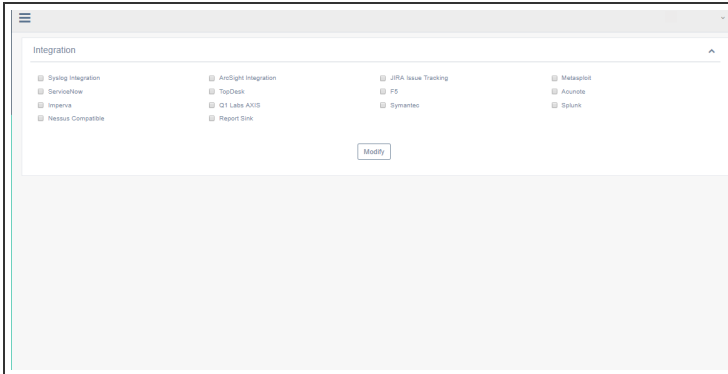 Integration
Syslog Integration ArcSight Integration JIRA Issue Tracking Metasploit
ServiceNow TopDesk F5 Acunote
Imperva Q1 Labs AXIS Symantec Splunk
Nessus Compatible Report Sink
Modify